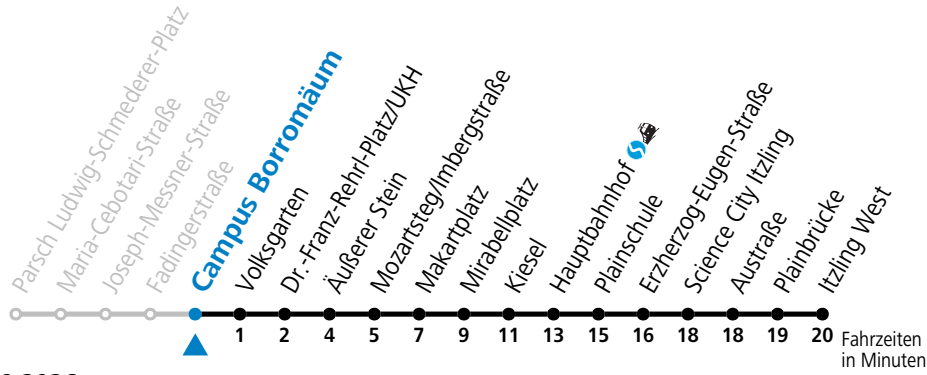 Parsch Ludwig-Schmederer-Platz
Maria-Cebotari-Straße
Joseph-Messner-Straße
Fadingerstraße
Campus Borromäum
Volksgarten
Dr.-Franz-Rehrl-Platz/UKH
Äußerer Stein
Mozartsteg/Imbergstraße
Makartplatz
Mirabellplatz
Kiesel
Hauptbahnhof
Plainschule
Erzherzog-Eugen-Straße
Science City Itzling
Austraße
Plainbrücke
Itzling West
1 2 4 5 7 9 11 13 15 16 18 18 19 20 Fahrzeiten
in Minuten